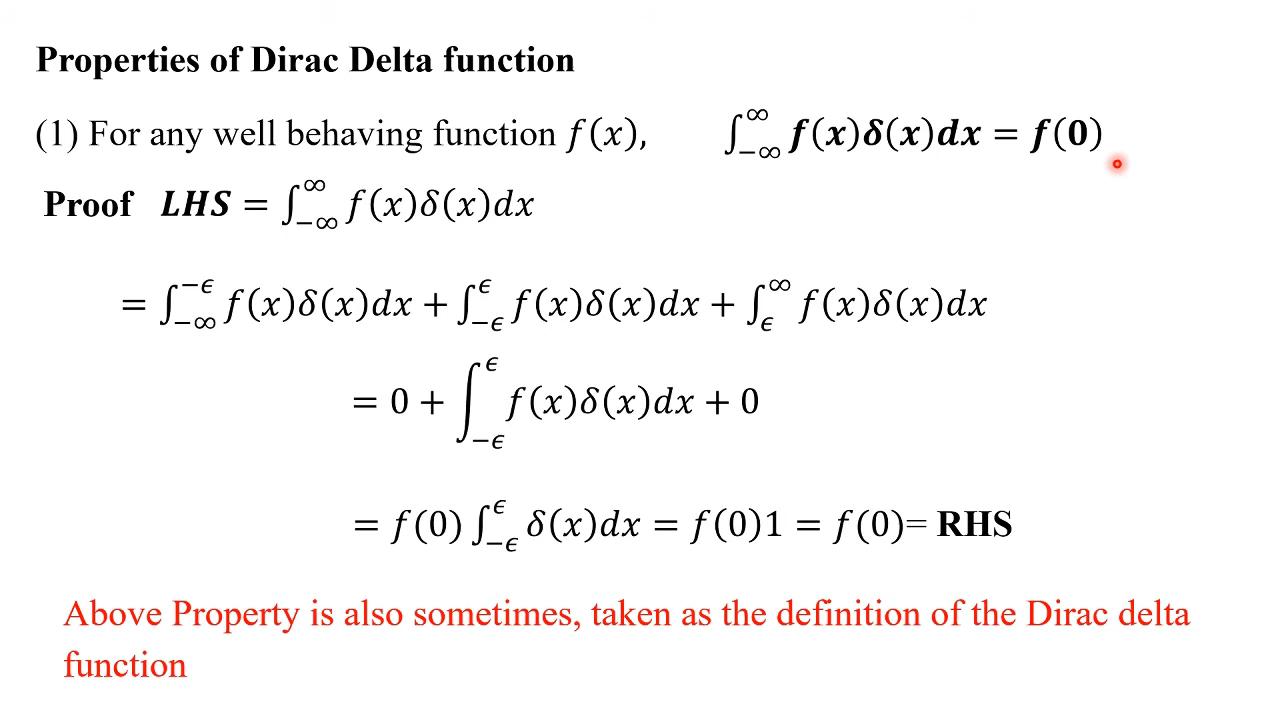 Properties of Dirac Delta function
(1) For any well behaving function f(x), ∫_{−∞}^{∞} f(x)δ(x)dx = f(0)
Proof LHS = ∫_{−∞}^{∞} f(x)δ(x)dx
= ∫_{−∞}^{−ϵ} f(x)δ(x)dx + ∫_{−ϵ}^{ϵ} f(x)δ(x)dx + ∫_{ϵ}^{∞} f(x)δ(x)dx
= 0 + ∫_{−ϵ}^{ϵ} f(x)δ(x)dx + 0
= f(0) ∫_{−ϵ}^{ϵ} δ(x)dx = f(0)1 = f(0)= RHS
Above Property is also sometimes, taken as the definition of the Dirac delta
function